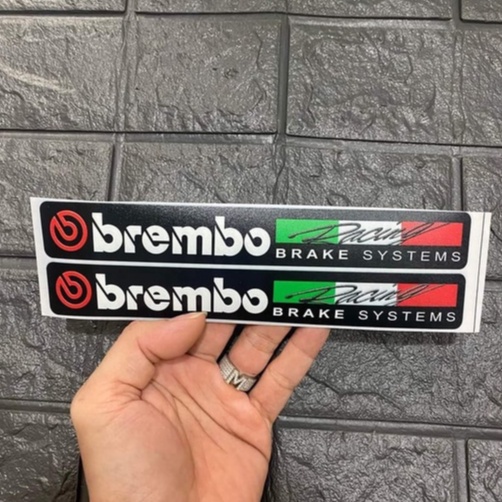 brembo Racing
BRAKE SYSTEMS
brembo Racing
BRAKE SYSTEMS
M